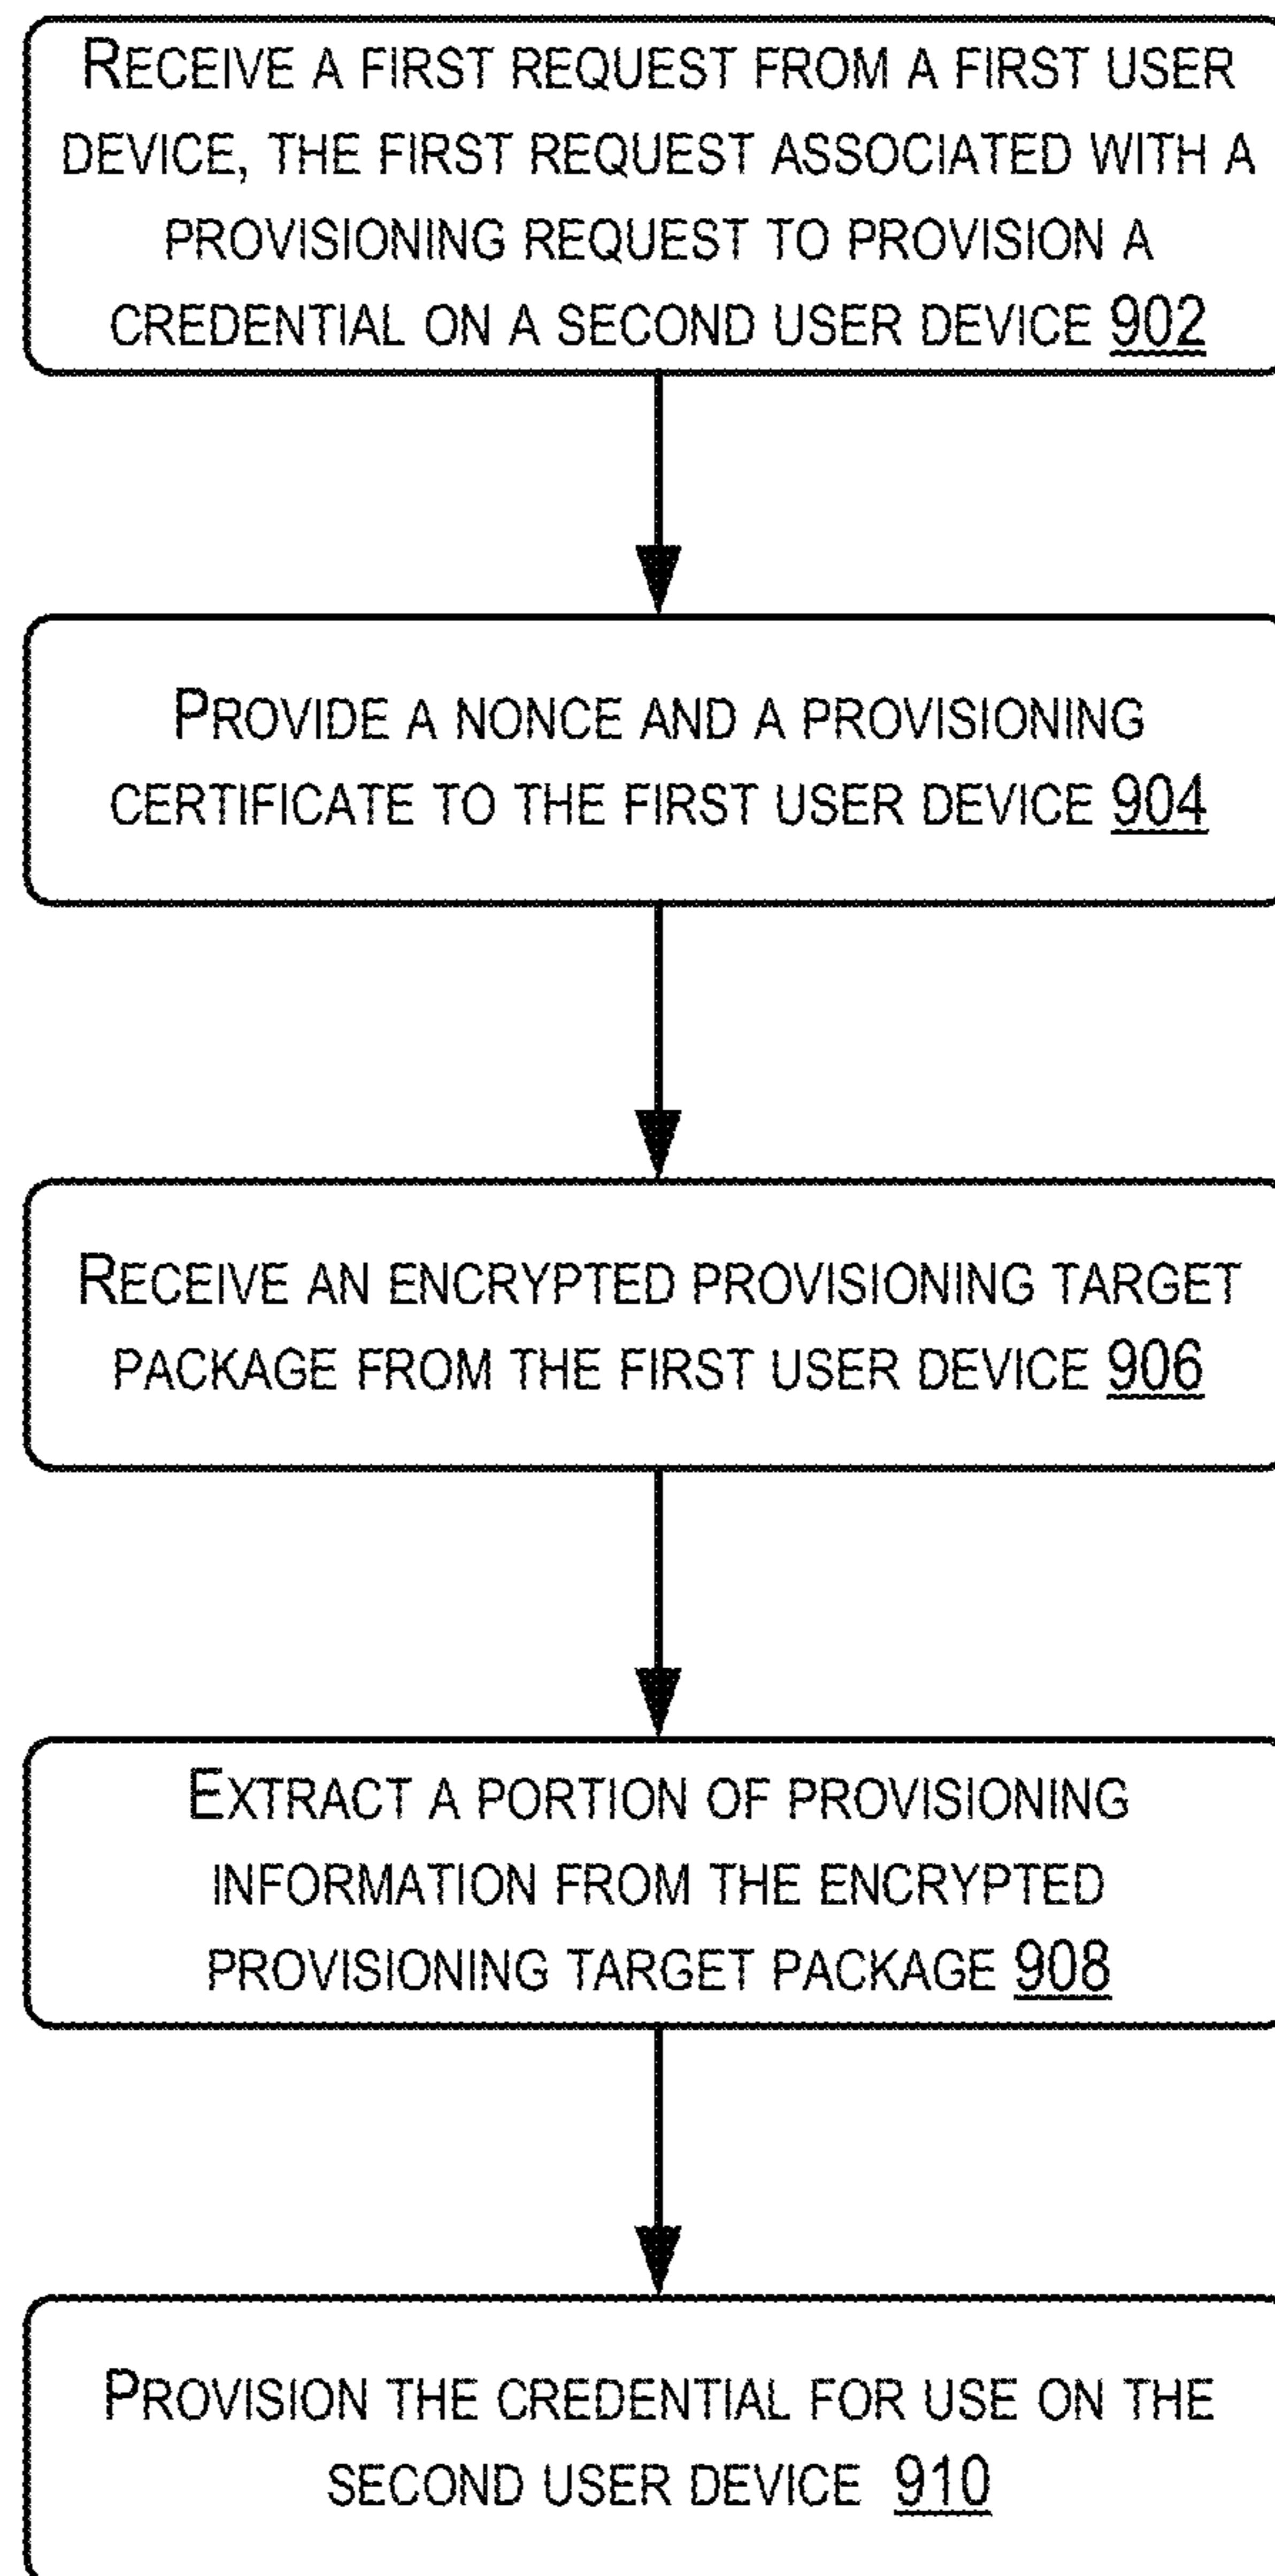 RECEIVE A FIRST REQUEST FROM A FIRST USER
DEVICE, THE FIRST REQUEST ASSOCIATED WITH A
PROVISIONING REQUEST TO PROVISION A
CREDENTIAL ON A SECOND USER DEVICE 902
PROVIDE A NONCE AND A PROVISIONING
CERTIFICATE TO THE FIRST USER DEVICE 904
RECEIVE AN ENCRYPTED PROVISIONING TARGET
PACKAGE FROM THE FIRST USER DEVICE 906
EXTRACT A PORTION OF PROVISIONING
INFORMATION FROM THE ENCRYPTED
PROVISIONING TARGET PACKAGE 908
PROVISION THE CREDENTIAL FOR USE ON THE
SECOND USER DEVICE 910